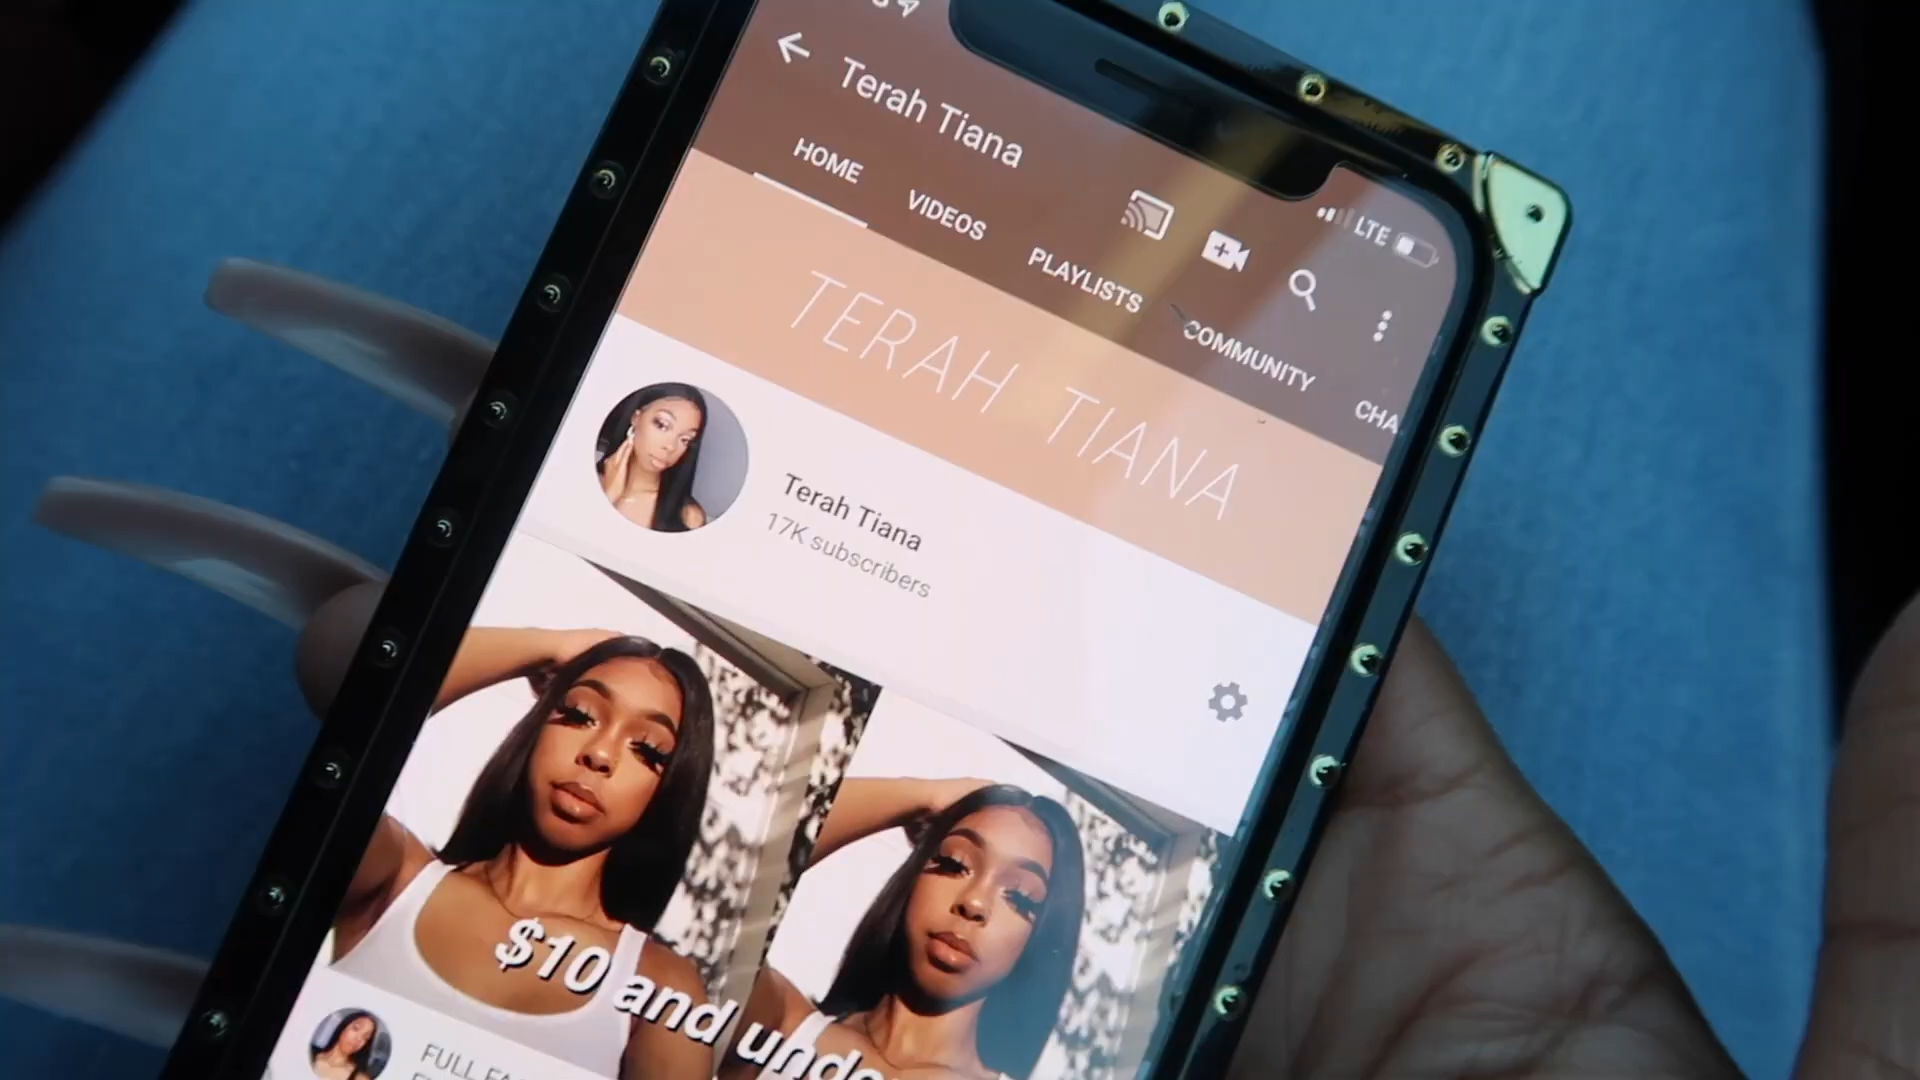 Terah Tiana
LTE
HOME
VIDEOS
PLAYLISTS
COMMUNITY
CHA
TERAH TIANA
Terah Tiana
17K subscribers
$10 and unde
FULL FA